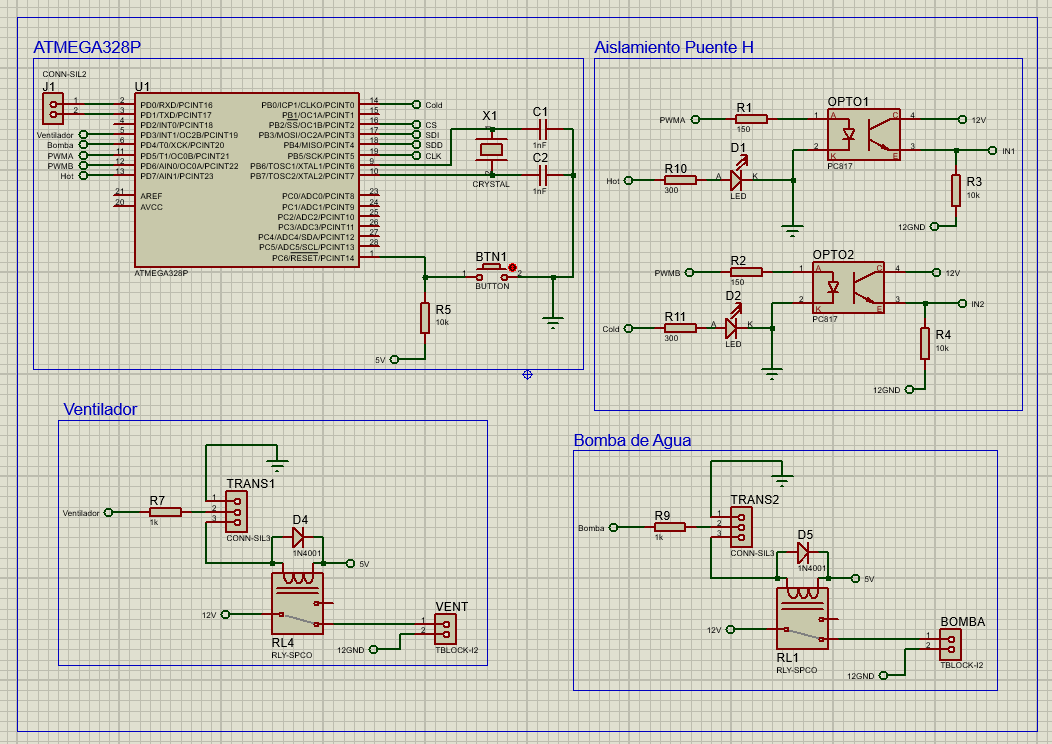 ATMEGA328P
CONN-SIL2
J1
1
2
U1
2 PD0/RXD/PCINT16
3 PD1/TXD/PCINT17
4 PD2/INT0/PCINT18
Ventilador 5 PD3/INT1/OC2B/PCINT19
Bomba 6 PD4/T0/XCK/PCINT20
PWMA 11 PD5/T1/OC0B/PCINT21
PWMB 12 PD6/AIN0/OC0A/PCINT22
Hot 13 PD7/AIN1/PCINT23
21 AREF
20 AVCC
PB0/ICP1/CLKO/PCINT0 14 Cold
PB1/OC1A/PCINT1 15
PB2/SS/OC1B/PCINT2 16 CS
PB3/MOSI/OC2A/PCINT3 17 SDI
PB4/MISO/PCINT4 18 SDD
PB5/SCK/PCINT5 19 CLK
PB6/TOSC1/XTAL1/PCINT6 9
PB7/TOSC2/XTAL2/PCINT7 10
PC0/ADC0/PCINT8 23
PC1/ADC1/PCINT9 24
PC2/ADC2/PCINT10 25
PC3/ADC3/PCINT11 26
PC4/ADC4/SDA/PCINT12 27
PC5/ADC5/SCL/PCINT13 28
PC6/RESET/PCINT14 1
ATMEGA328P
X1
CRYSTAL
C1
1nF
C2
1nF
BTN1
1 2
BUTTON
R5
10k
5V
Aislamiento Puente H
PWMA
R1
150
OPTO1
1 A C 4
2 K E 3
PC817
12V
IN1
Hot
R10
300
D1
A K
LED
R3
10k
12GND
PWMB
R2
150
OPTO2
1 A C 4
2 K E 3
PC817
12V
IN2
Cold
R11
300
D2
A K
LED
R4
10k
12GND
Ventilador
Ventilador
R7
1k
TRANS1
1
2
3
CONN-SIL3
D4
1N4001
5V
12V
RL4
RLY-SPCO
12GND
VENT
1
2
TBLOCK-I2
Bomba de Agua
Bomba
R9
1k
TRANS2
1
2
3
CONN-SIL3
D5
1N4001
5V
12V
RL1
RLY-SPCO
12GND
BOMBA
1
2
TBLOCK-I2